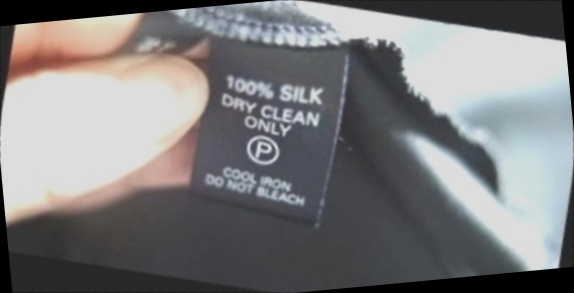 100% SILK
DRY CLEAN
ONLY
P
COOL IRON
DO NOT BLEACH